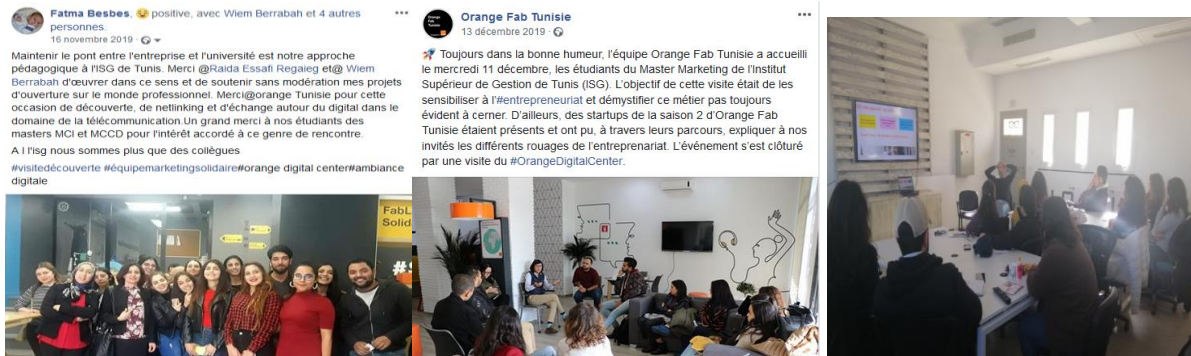 Fatma Besbes, 😉 positive, avec Wiem Berrabah et 4 autres
personnes.
16 novembre 2019 ·
Maintenir le pont entre l'entreprise et l'université est notre approche
pédagogique à l'ISG de Tunis. Merci @Raida Essafi Regaieg et@ Wiem
Berrabah d'œuvrer dans ce sens et de soutenir sans modération mes projets
d'ouverture sur le monde professionnel. Merci@orange Tunisie pour cette
occasion de découverte, de netlinking et d'échange autour du digital dans le
domaine de la télécommunication.Un grand merci à nos étudiants des
masters MCI et MCCD pour l'intérêt accordé à ce genre de rencontre.
A l l'isg nous sommes plus que des collègues
#visitedécouverte #équipemarketingsolidaire#orange digital center#ambiance
digitale
FabL
Solid
Orange Fab Tunisie
13 décembre 2019 ·
🚀 Toujours dans la bonne humeur, l'équipe Orange Fab Tunisie a accueilli
le mercredi 11 décembre, les étudiants du Master Marketing de l'Institut
Supérieur de Gestion de Tunis (ISG). L'objectif de cette visite était de les
sensibiliser à l'#entrepreneuriat et démystifier ce métier pas toujours
évident à cerner. D'ailleurs, des startups de la saison 2 d'Orange Fab
Tunisie étaient présents et ont pu, à travers leurs parcours, expliquer à nos
invités les différents rouages de l'entreprenariat. L'événement s'est clôturé
par une visite du #OrangeDigitalCenter.